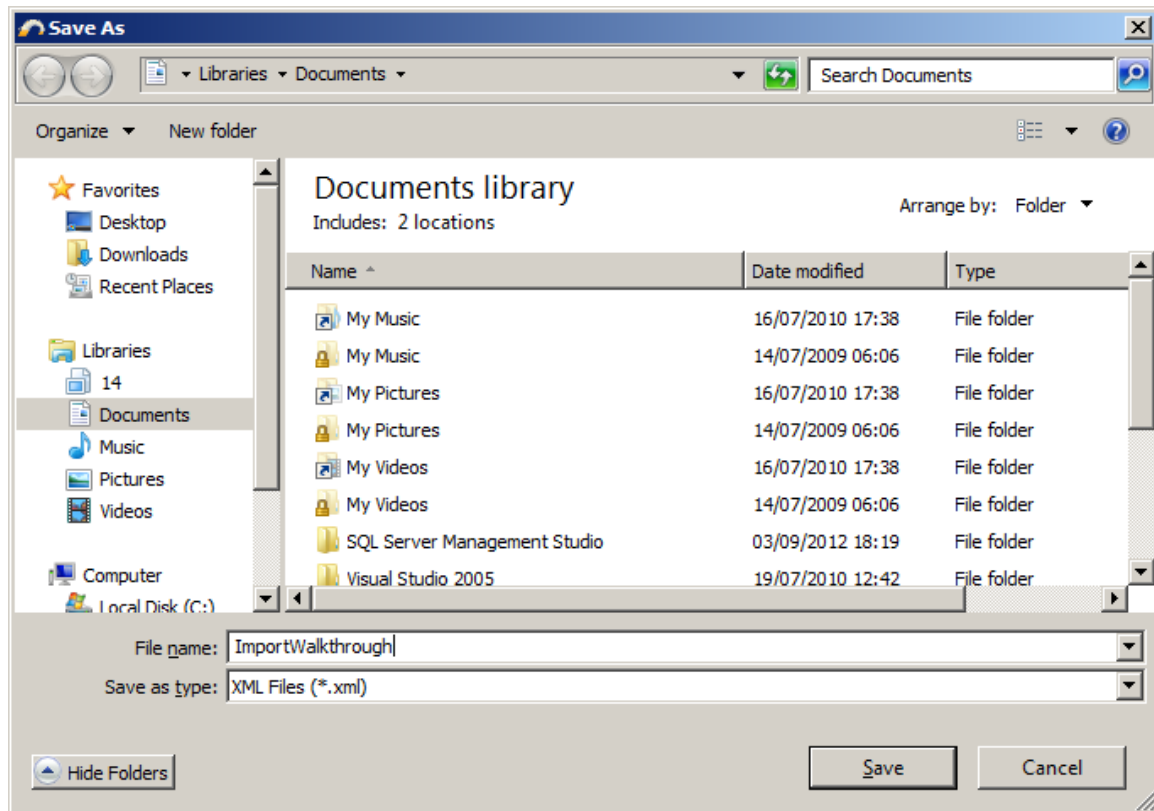 Save As
Libraries Documents
Search Documents
Organize New folder
Favorites
Desktop
Downloads
Recent Places
Libraries
14
Documents
Music
Pictures
Videos
Computer
Local Disk (C:)
Documents library
Includes: 2 locations
Arrange by: Folder
Name Date modified Type
My Music 16/07/2010 17:38 File folder
My Music 14/07/2009 06:06 File folder
My Pictures 16/07/2010 17:38 File folder
My Pictures 14/07/2009 06:06 File folder
My Videos 16/07/2010 17:38 File folder
My Videos 14/07/2009 06:06 File folder
SQL Server Management Studio 03/09/2012 18:19 File folder
Visual Studio 2005 19/07/2010 12:42 File folder
File name: ImportWalkthrough
Save as type: XML Files (*.xml)
Hide Folders Save Cancel